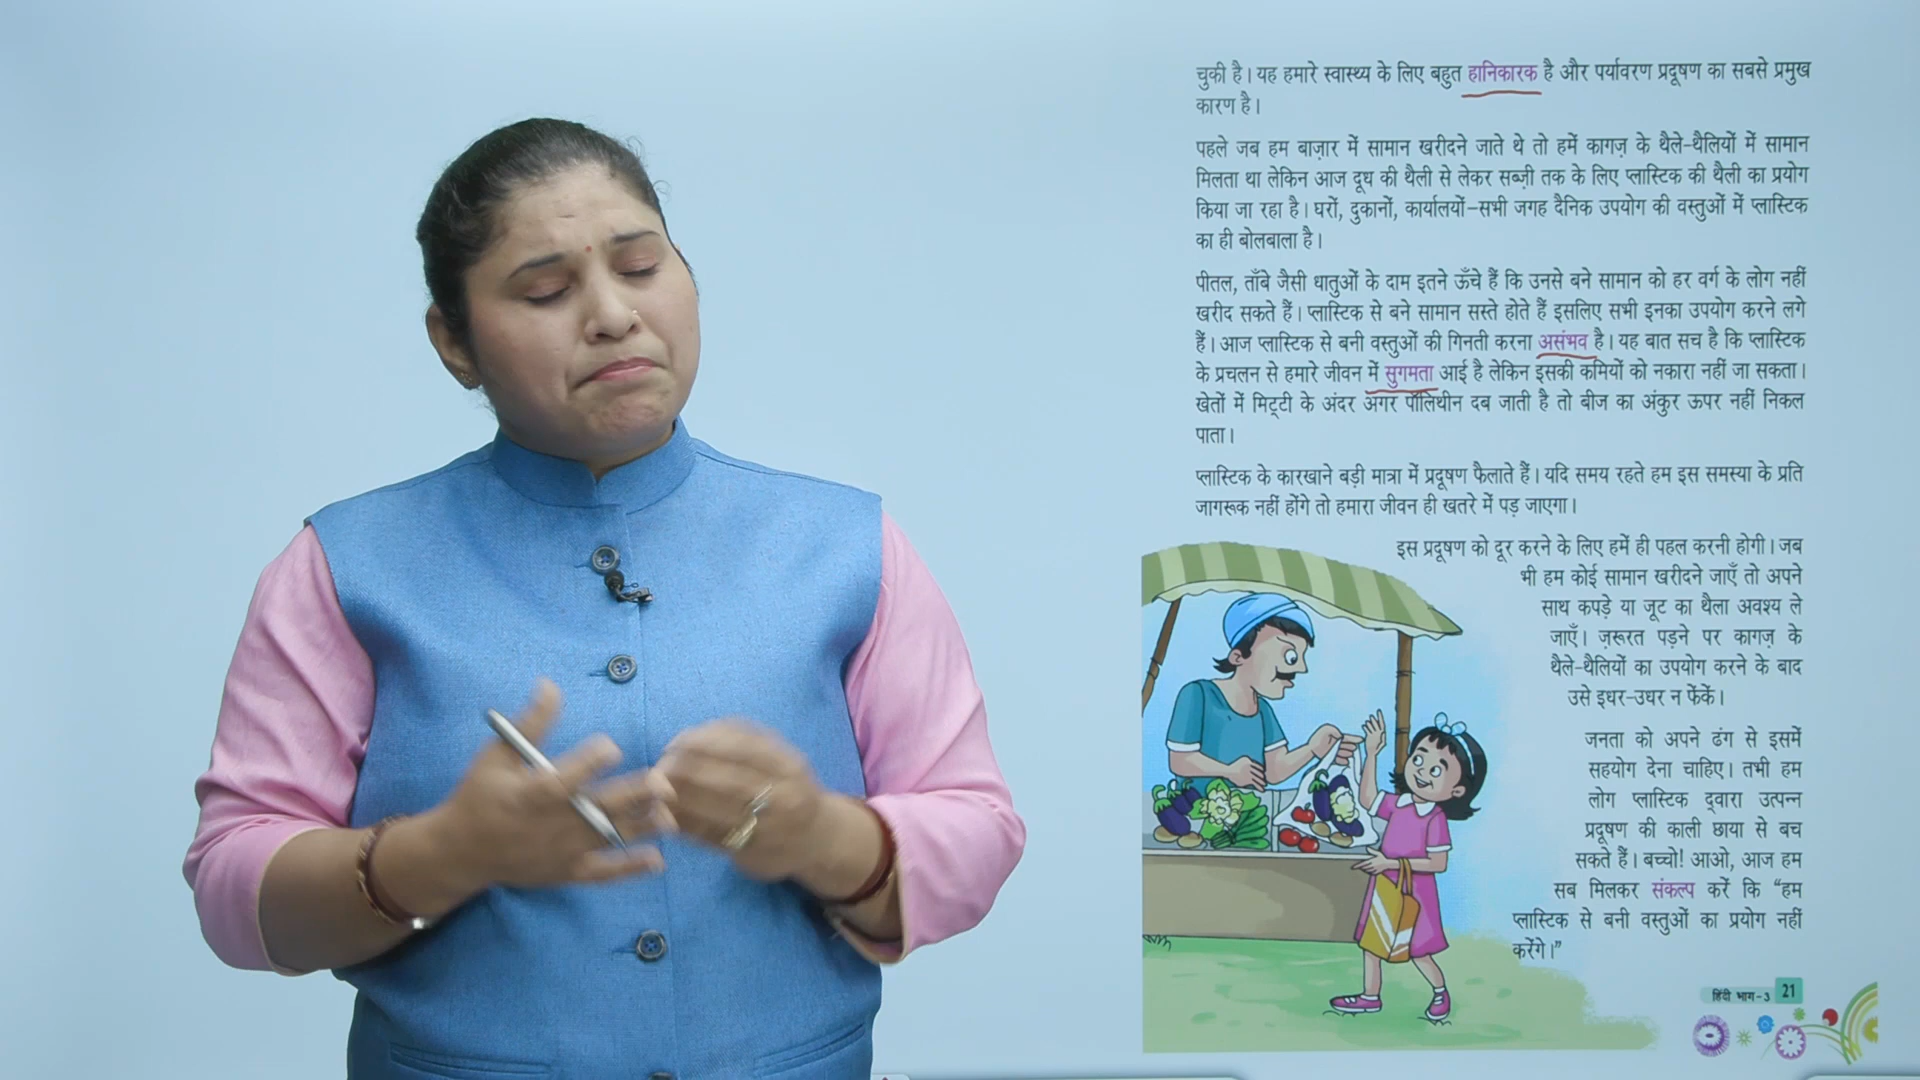 चुकी है। यह हमारे स्वास्थ्य के लिए बहुत हानिकारक है और पर्यावरण प्रदूषण का सबसे प्रमुख
कारण है।
पहले जब हम बाज़ार में सामान खरीदने जाते थे तो हमें कागज़ के थैले-थैलियों में सामान
मिलता था लेकिन आज दूध की थैली से लेकर सब्ज़ी तक के लिए प्लास्टिक की थैली का प्रयोग
किया जा रहा है। घरों, दुकानों, कार्यालयों-सभी जगह दैनिक उपयोग की वस्तुओं में प्लास्टिक
का ही बोलबाला है।
पीतल, ताँबे जैसी धातुओं के दाम इतने ऊँचे हैं कि उनसे बने सामान को हर वर्ग के लोग नहीं
खरीद सकते हैं। प्लास्टिक से बने सामान सस्ते होते हैं इसलिए सभी इनका उपयोग करने लगे
हैं। आज प्लास्टिक से बनी वस्तुओं की गिनती करना असंभव है। यह बात सच है कि प्लास्टिक
के प्रचलन से हमारे जीवन में सुगमता आई है लेकिन इसकी कमियों को नकारा नहीं जा सकता।
खेतों में मिट्टी के अंदर अगर पॉलिथीन दब जाती है तो बीज का अंकुर ऊपर नहीं निकल
पाता।
प्लास्टिक के कारखाने बड़ी मात्रा में प्रदूषण फैलाते हैं। यदि समय रहते हम इस समस्या के प्रति
जागरूक नहीं होंगे तो हमारा जीवन ही खतरे में पड़ जाएगा।
इस प्रदूषण को दूर करने के लिए हमें ही पहल करनी होगी। जब
भी हम कोई सामान खरीदने जाएँ तो अपने
साथ कपड़े या जूट का थैला अवश्य ले
जाएँ। ज़रूरत पड़ने पर कागज़ के
थैले-थैलियों का उपयोग करने के बाद
उसे इधर-उधर न फेंकें।
जनता को अपने ढंग से इसमें
सहयोग देना चाहिए। तभी हम
लोग प्लास्टिक द्वारा उत्पन्न
प्रदूषण की काली छाया से बच
सकते हैं। बच्चो! आओ, आज हम
सब मिलकर संकल्प करें कि “हम
प्लास्टिक से बनी वस्तुओं का प्रयोग नहीं
करेंगे।”
हिंदी भाग-3 21